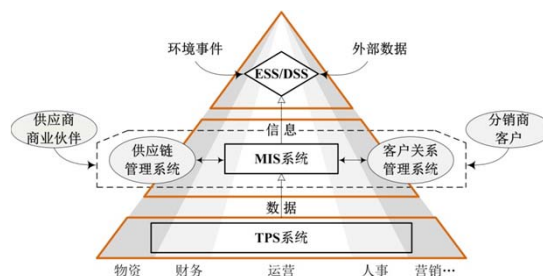 环境事件
外部数据
ESS/DSS
供应商
商业伙伴
信息
分销商
客户
供应链
管理系统
MIS系统
客户关系
管理系统
数据
TPS系统
物资 财务 运营 人事 营销…